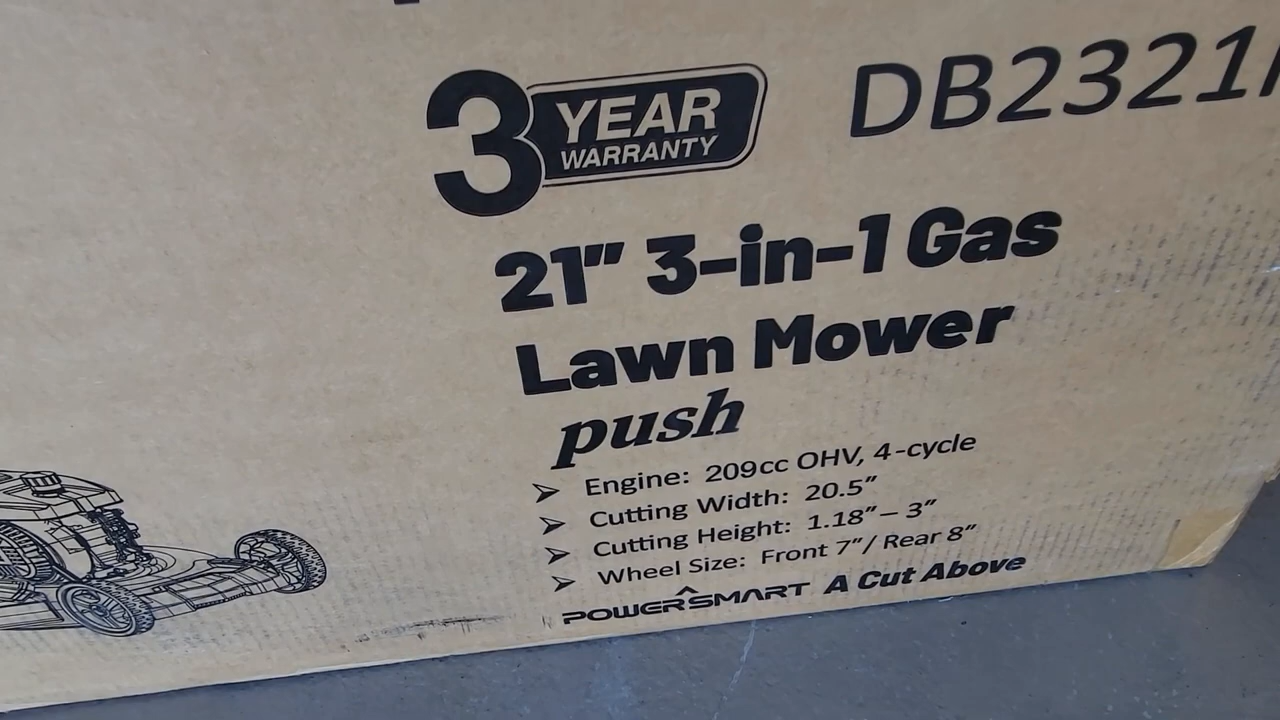 3 YEAR
WARRANTY
DB2321
21" 3-in-1 Gas
Lawn Mower
push
➢ Engine: 209cc OHV, 4-cycle
➢ Cutting Width: 20.5"
➢ Cutting Height: 1.18" – 3"
➢ Wheel Size: Front 7"/ Rear 8"
POWERSMART A Cut Above